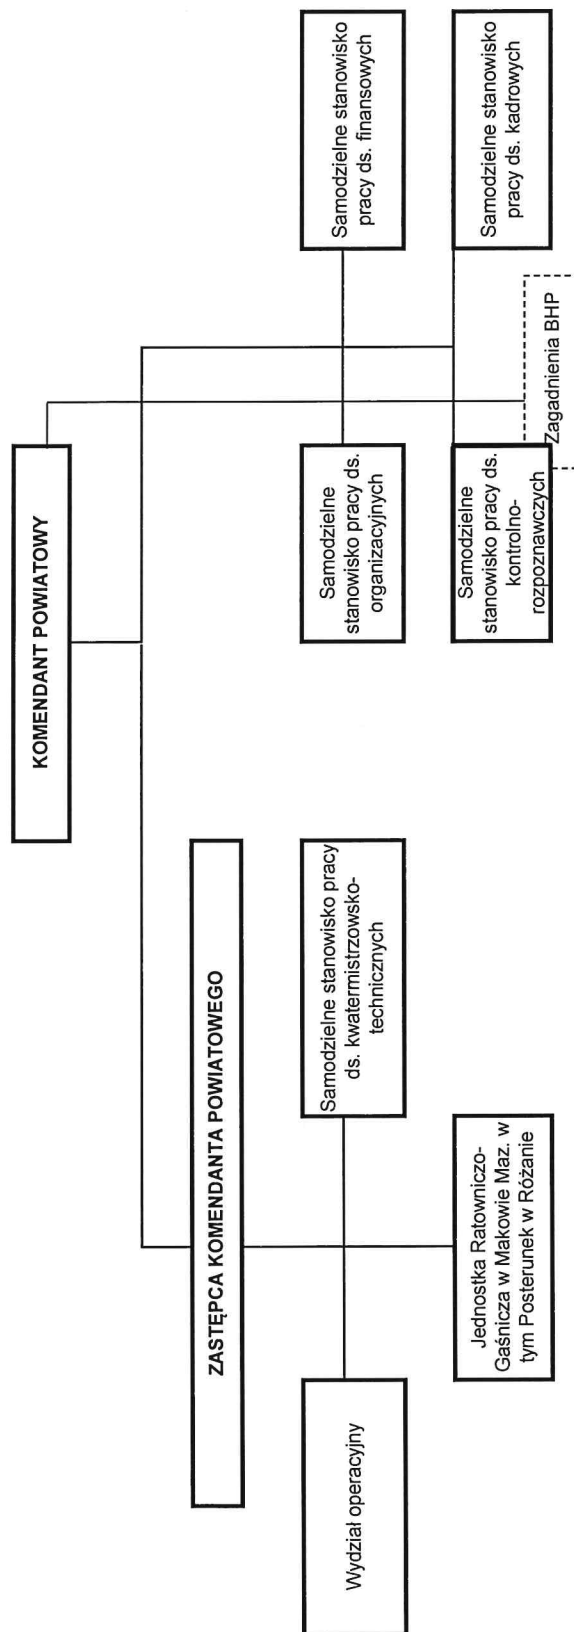 KOMENDANT POWIATOWY
ZASTĘPCA KOMENDANTA POWIATOWEGO
Wydział operacyjny
Samodzielne stanowisko pracy
ds. kwatermistrzowsko-
technicznych
Samodzielne
stanowisko pracy ds.
organizacyjnych
Samodzielne stanowisko
pracy ds. finansowych
Jednostka Ratowniczo-
Gaśnicza w Makowie Maz. w
tym Posterunek w Różanie
Samodzielne
stanowisko pracy ds.
kontrolno-
rozpoznawczych
Samodzielne stanowisko
pracy ds. kadrowych
Zagadnienia BHP